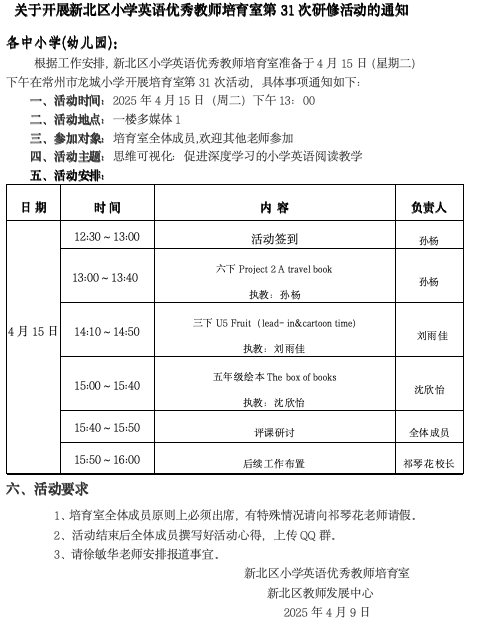 关于开展新北区小学英语优秀教师培育室第 31 次研修活动的通知
各中小学(幼儿园)：
根据工作安排, 新北区小学英语优秀教师培育室准备于 4 月 15 日 (星期二)
下午在常州市龙城小学开展培育室第 31 次活动，具体事项通知如下：
一、活动时间：2025 年 4 月 15 日（周二）下午 13：00
二、活动地点：一楼多媒体 1
三、参加对象：培育室全体成员,欢迎其他老师参加
四、活动主题：思维可视化：促进深度学习的小学英语阅读教学
五、活动安排：
日 期 时 间 内 容 负责人
12:30～13:00 活动签到 孙杨
13:00～13:40 六下 Project 2 A travel book 执教：孙杨 孙杨
4 月 15 日 14:10～14:50 三下 U5 Fruit（lead- in&cartoon time) 执教：刘雨佳 刘雨佳
15:00～15:40 五年级绘本 The box of books 执教：沈欣怡 沈欣怡
15:40～15:50 评课研讨 全体成员
15:50～16:00 后续工作布置 祁琴花校长
六、活动要求
1、培育室全体成员原则上必须出席，有特殊情况请向祁琴花老师请假。
2、活动结束后全体成员撰写好活动心得，上传 QQ 群。
3、请徐敏华老师安排报道事宜。
新北区小学英语优秀教师培育室
新北区教师发展中心
2025 年 4 月 9 日